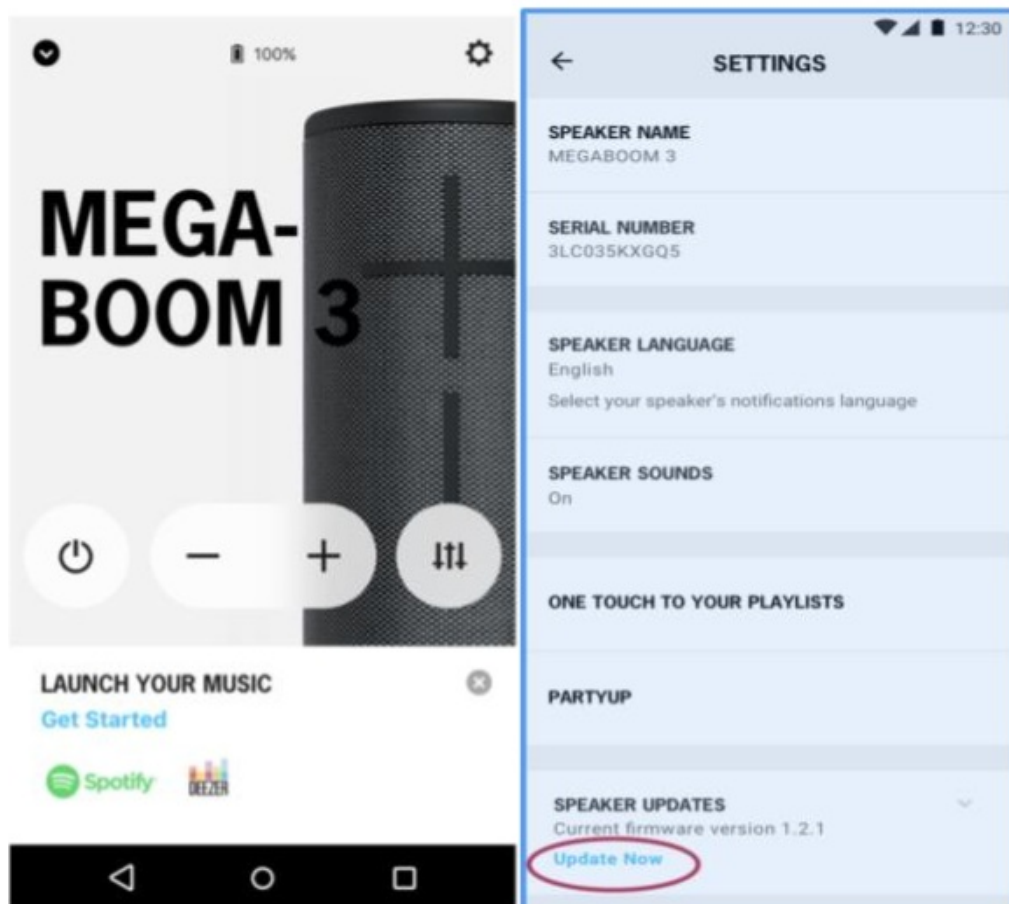 100%
MEGA-
BOOM 3
LAUNCH YOUR MUSIC
Get Started
Spotify
DEEZER
12:30
SETTINGS
SPEAKER NAME
MEGABOOM 3
SERIAL NUMBER
3LC035KXGQ5
SPEAKER LANGUAGE
English
Select your speaker's notifications language
SPEAKER SOUNDS
On
ONE TOUCH TO YOUR PLAYLISTS
PARTYUP
SPEAKER UPDATES
Current firmware version 1.2.1
Update Now